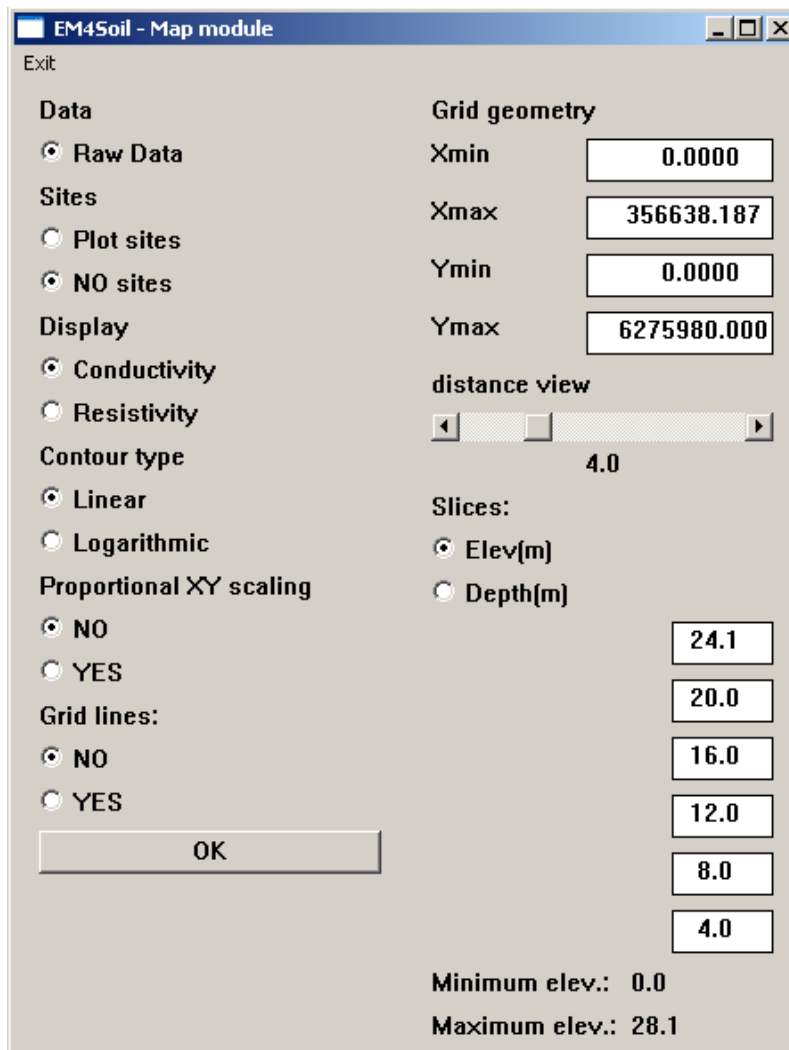 EM4Soil - Map module
Exit
Data
Raw Data
Sites
Plot sites
NO sites
Display
Conductivity
Resistivity
Contour type
Linear
Logarithmic
Proportional XY scaling
NO
YES
Grid lines:
NO
YES
OK
Grid geometry
Xmin 0.0000
Xmax 356638.187
Ymin 0.0000
Ymax 6275980.000
distance view
4.0
Slices:
Elev(m)
Depth(m)
24.1
20.0
16.0
12.0
8.0
4.0
Minimum elev.: 0.0
Maximum elev.: 28.1